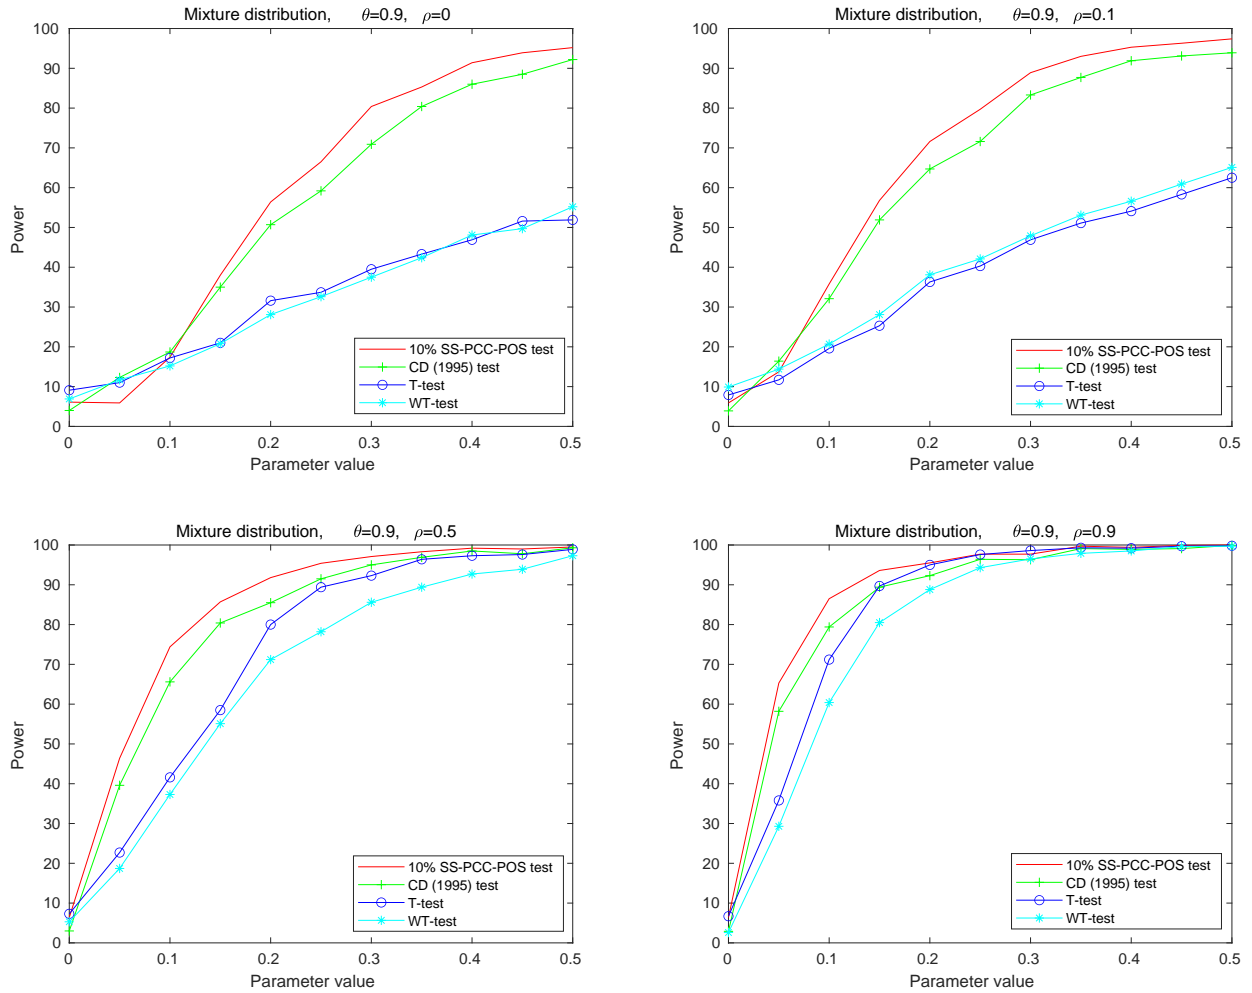 Mixture distribution, θ=0.9, ρ=0
Power
100
90
80
70
60
50
40
30
20
10
0
0 0.1 0.2 0.3 0.4 0.5
Parameter value
10% SS-PCC-POS test
CD (1995) test
T-test
WT-test
Mixture distribution, θ=0.9, ρ=0.1
Power
100
90
80
70
60
50
40
30
20
10
0
0 0.1 0.2 0.3 0.4 0.5
Parameter value
10% SS-PCC-POS test
CD (1995) test
T-test
WT-test
Mixture distribution, θ=0.9, ρ=0.5
Power
100
90
80
70
60
50
40
30
20
10
0
0 0.1 0.2 0.3 0.4 0.5
Parameter value
10% SS-PCC-POS test
CD (1995) test
T-test
WT-test
Mixture distribution, θ=0.9, ρ=0.9
Power
100
90
80
70
60
50
40
30
20
10
0
0 0.1 0.2 0.3 0.4 0.5
Parameter value
10% SS-PCC-POS test
CD (1995) test
T-test
WT-test